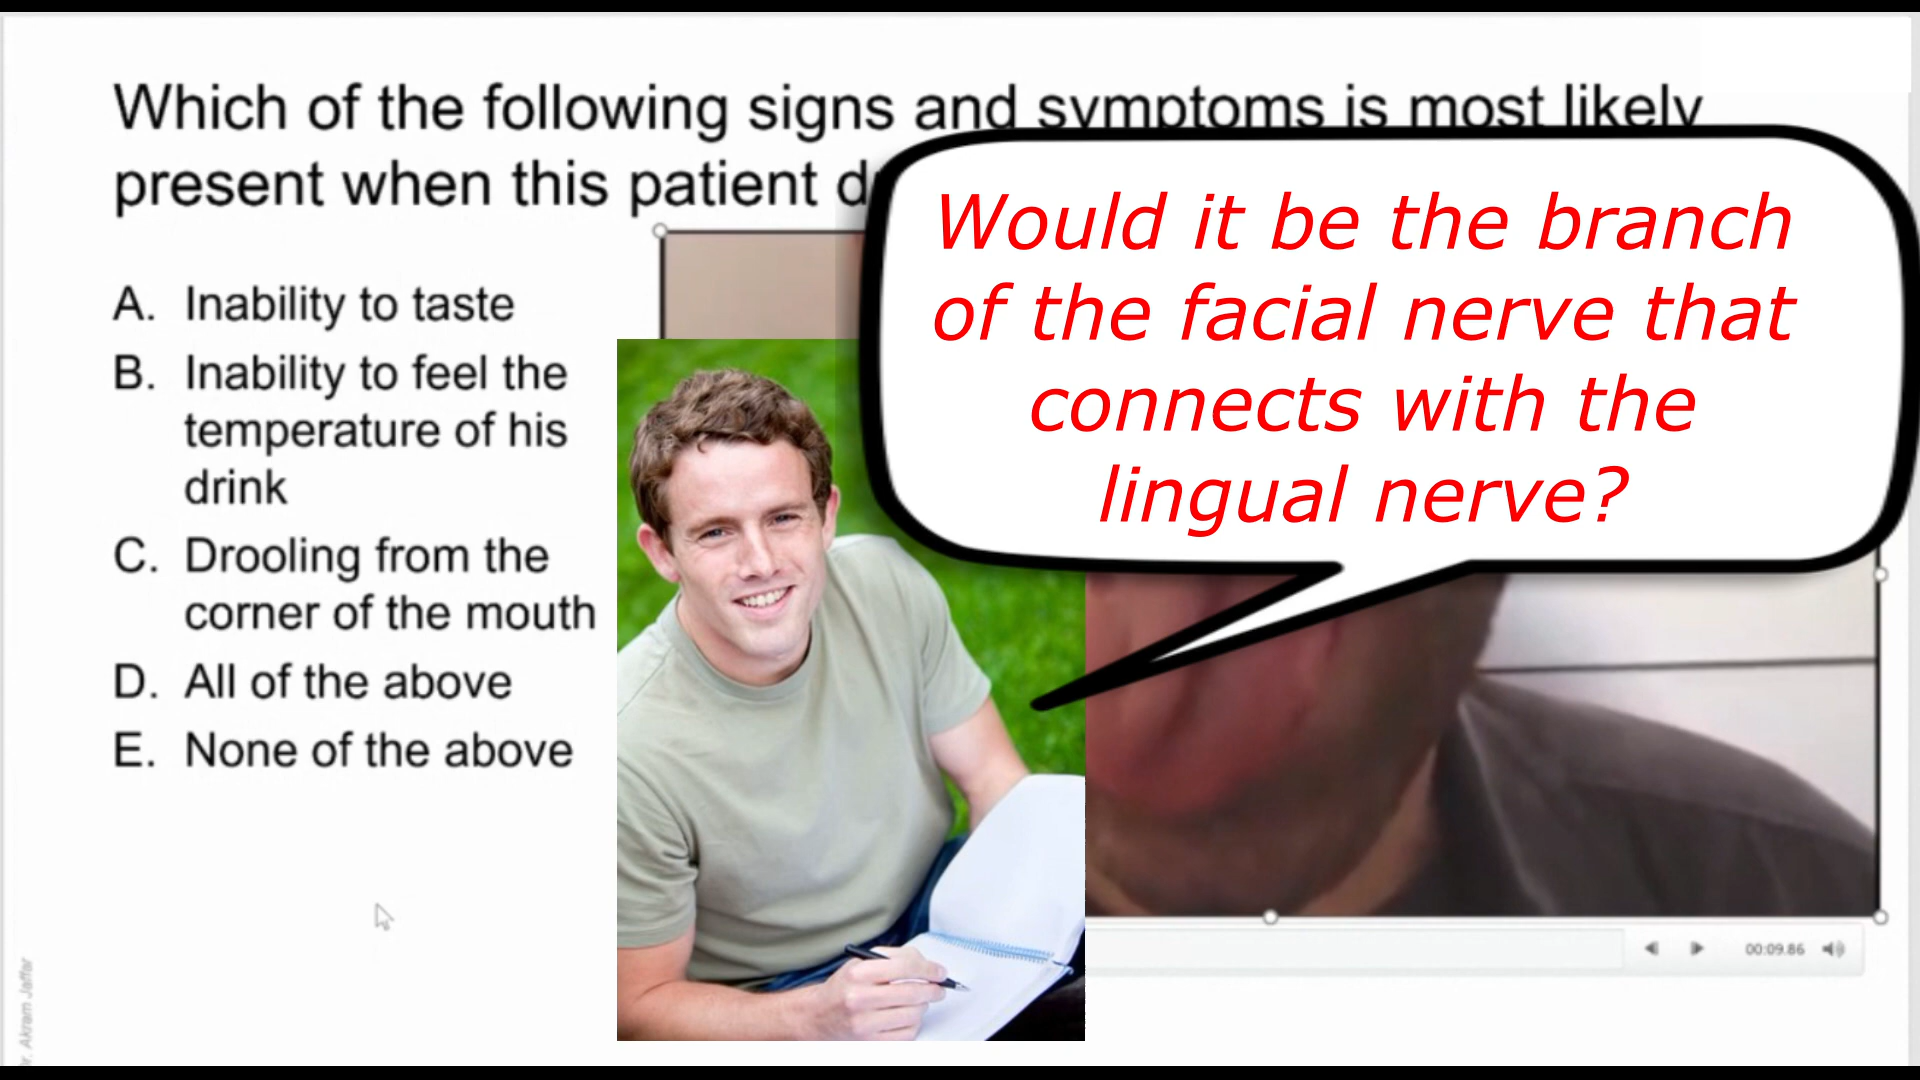 Which of the following signs and symptoms is most likely
present when this patient
Would it be the branch
of the facial nerve that
connects with the
lingual nerve?
A. Inability to taste
B. Inability to feel the
temperature of his
drink
C. Drooling from the
corner of the mouth
D. All of the above
E. None of the above
00:09.86
Dr. Akram Jaffar